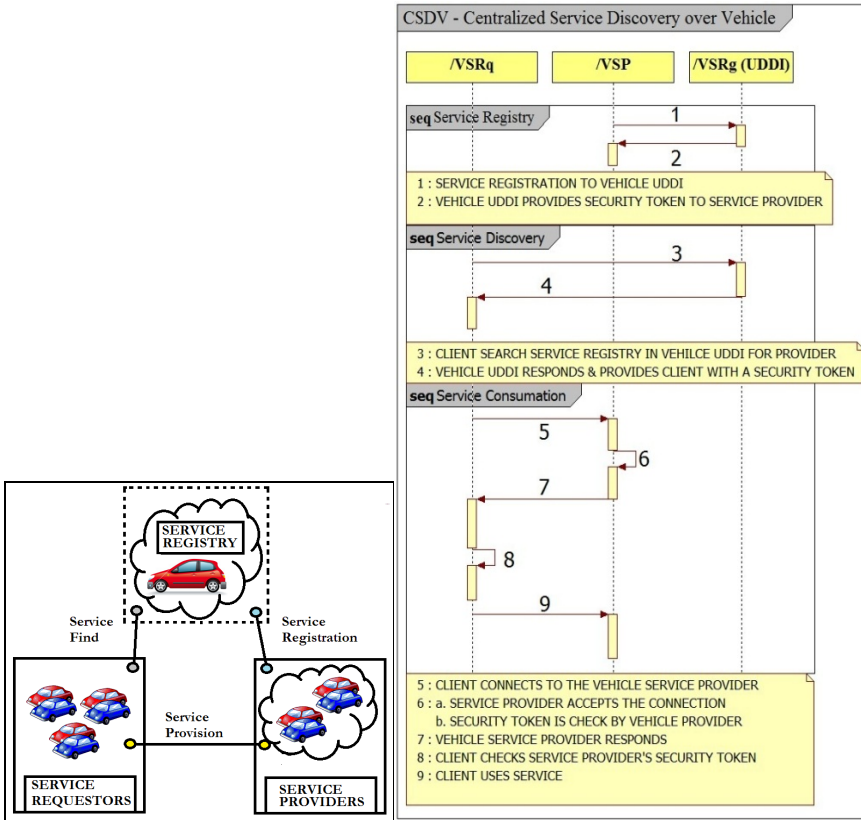 SERVICE
REGISTRY
Service
Find
Service
Registration
Service
Provision
SERVICE
REQUESTORS
SERVICE
PROVIDERS
CSDV - Centralized Service Discovery over Vehicle
/VSRq
/VSP
/VSRg (UDDI)
seq Service Registry
1
2
1 : SERVICE REGISTRATION TO VEHICLE UDDI
2 : VEHICLE UDDI PROVIDES SECURITY TOKEN TO SERVICE PROVIDER
seq Service Discovery
3
4
3 : CLIENT SEARCH SERVICE REGISTRY IN VEHILCE UDDI FOR PROVIDER
4 : VEHICLE UDDI RESPONDS & PROVIDES CLIENT WITH A SECURITY TOKEN
seq Service Consumation
5
6
7
8
9
5 : CLIENT CONNECTS TO THE VEHICLE SERVICE PROVIDER
6 : a. SERVICE PROVIDER ACCEPTS THE CONNECTION
b. SECURITY TOKEN IS CHECK BY VEHICLE PROVIDER
7 : VEHICLE SERVICE PROVIDER RESPONDS
8 : CLIENT CHECKS SERVICE PROVIDER'S SECURITY TOKEN
9 : CLIENT USES SERVICE